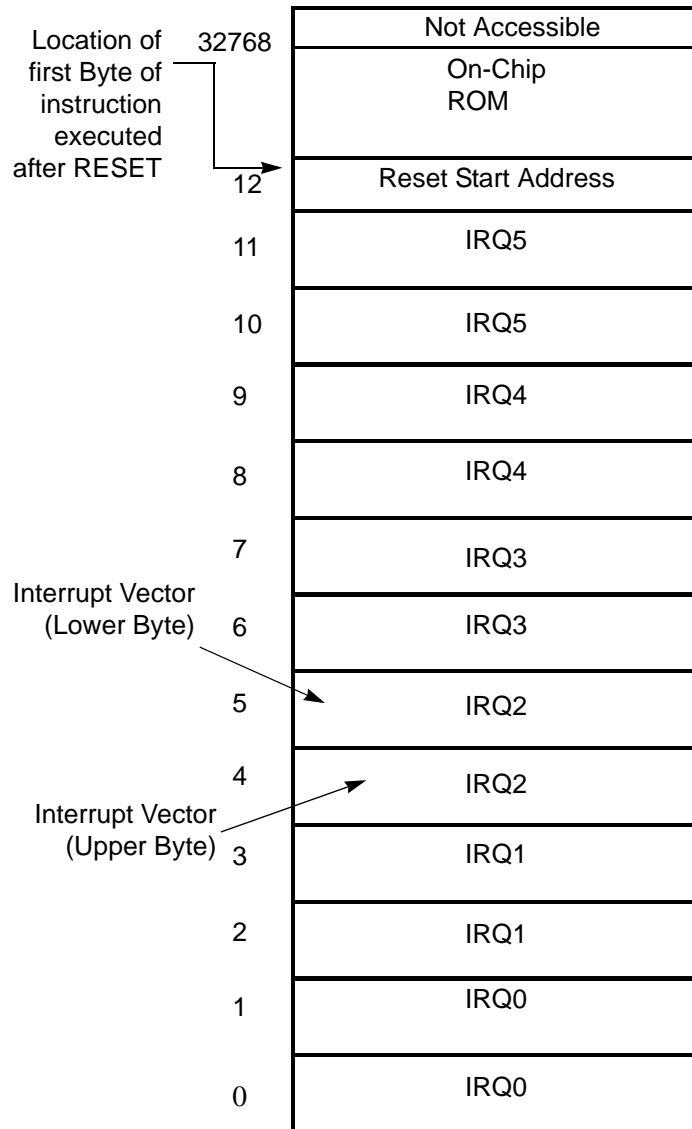 Not Accessible
Location of
first Byte of
instruction
executed
after RESET
32768
On-Chip
ROM
12
Reset Start Address
11
IRQ5
10
IRQ5
9
IRQ4
8
IRQ4
7
IRQ3
Interrupt Vector
(Lower Byte)
6
IRQ3
5
IRQ2
4
IRQ2
Interrupt Vector
(Upper Byte)
3
IRQ1
2
IRQ1
1
IRQ0
0
IRQ0